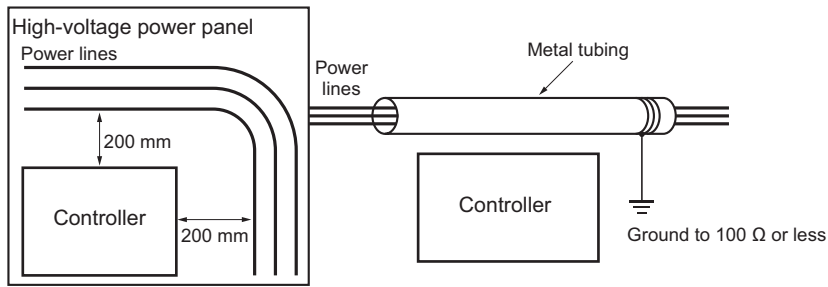 High-voltage power panel
Power lines
200 mm
Controller
200 mm
Power
lines
Metal tubing
Controller
Ground to 100 Ω or less